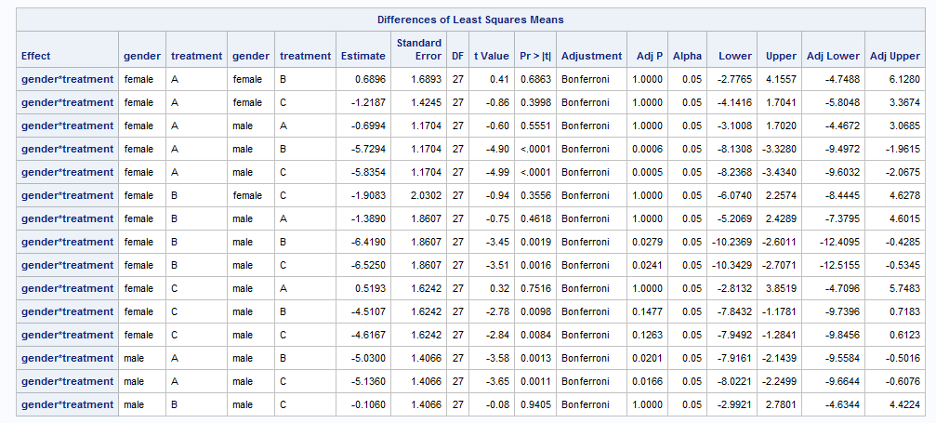 Differences of Least Squares Means
Effect gender treatment gender treatment Estimate Standard Error DF t Value Pr > |t| Adjustment Adj P Alpha Lower Upper Adj Lower Adj Upper
gender*treatment female A female B 0.6896 1.6893 27 0.41 0.6863 Bonferroni 1.0000 0.05 -2.7765 4.1557 -4.7488 6.1280
gender*treatment female A female C -1.2187 1.4245 27 -0.86 0.3998 Bonferroni 1.0000 0.05 -4.1416 1.7041 -5.8048 3.3674
gender*treatment female A male A -0.6994 1.1704 27 -0.60 0.5551 Bonferroni 1.0000 0.05 -3.1008 1.7020 -4.4672 3.0685
gender*treatment female A male B -5.7294 1.1704 27 -4.90 <.0001 Bonferroni 0.0006 0.05 -8.1308 -3.3280 -9.4972 -1.9615
gender*treatment female A male C -5.8354 1.1704 27 -4.99 <.0001 Bonferroni 0.0005 0.05 -8.2368 -3.4340 -9.6032 -2.0675
gender*treatment female B female C -1.9083 2.0302 27 -0.94 0.3556 Bonferroni 1.0000 0.05 -6.0740 2.2574 -8.4445 4.6278
gender*treatment female B male A -1.3890 1.8607 27 -0.75 0.4618 Bonferroni 1.0000 0.05 -5.2069 2.4289 -7.3795 4.6015
gender*treatment female B male B -6.4190 1.8607 27 -3.45 0.0019 Bonferroni 0.0279 0.05 -10.2369 -2.6011 -12.4095 -0.4285
gender*treatment female B male C -6.5250 1.8607 27 -3.51 0.0016 Bonferroni 0.0241 0.05 -10.3429 -2.7071 -12.5155 -0.5345
gender*treatment female C male A 0.5193 1.6242 27 0.32 0.7516 Bonferroni 1.0000 0.05 -2.8132 3.8519 -4.7096 5.7483
gender*treatment female C male B -4.5107 1.6242 27 -2.78 0.0098 Bonferroni 0.1477 0.05 -7.8432 -1.1781 -9.7396 0.7183
gender*treatment female C male C -4.6167 1.6242 27 -2.84 0.0084 Bonferroni 0.1263 0.05 -7.9492 -1.2841 -9.8456 0.6123
gender*treatment male A male B -5.0300 1.4066 27 -3.58 0.0013 Bonferroni 0.0201 0.05 -7.9161 -2.1439 -9.5584 -0.5016
gender*treatment male A male C -5.1360 1.4066 27 -3.65 0.0011 Bonferroni 0.0166 0.05 -8.0221 -2.2499 -9.6644 -0.6076
gender*treatment male B male C -0.1060 1.4066 27 -0.08 0.9405 Bonferroni 1.0000 0.05 -2.9921 2.7801 -4.6344 4.4224